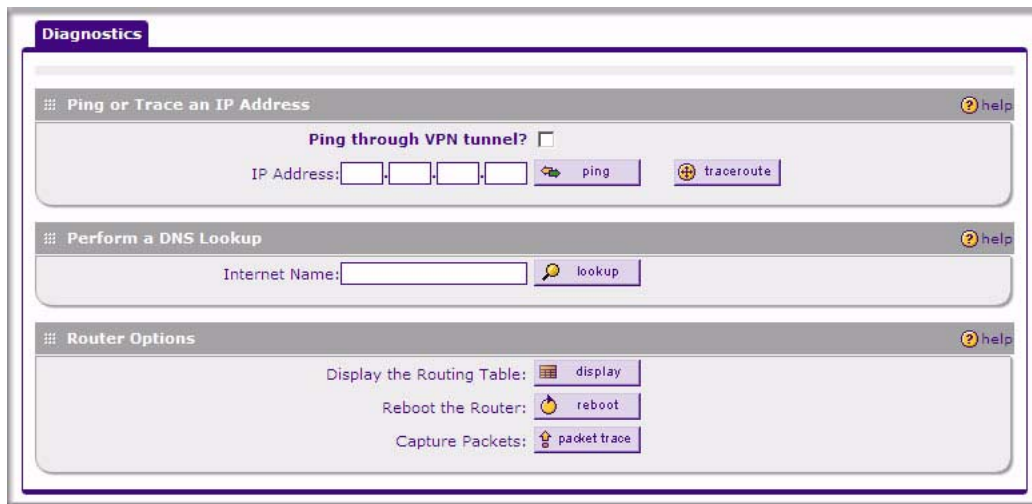 Diagnostics
Ping or Trace an IP Address
help
Ping through VPN tunnel?
IP Address: . . . ping traceroute
Perform a DNS Lookup
help
Internet Name: lookup
Router Options
help
Display the Routing Table: display
Reboot the Router: reboot
Capture Packets: packet trace